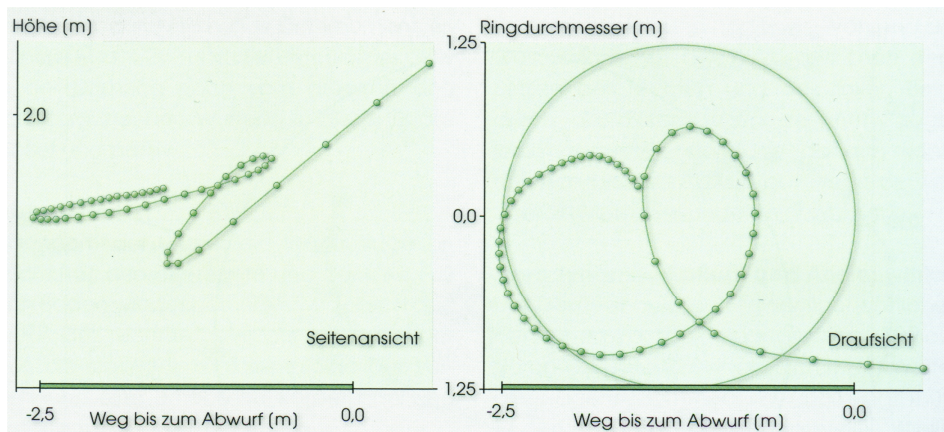 Höhe (m)
2,0
Seitenansicht
-2,5
0,0
Weg bis zum Abwurf (m)
Ringdurchmesser (m)
1,25
0,0
Draufsicht
1,25
-2,5
0,0
Weg bis zum Abwurf (m)